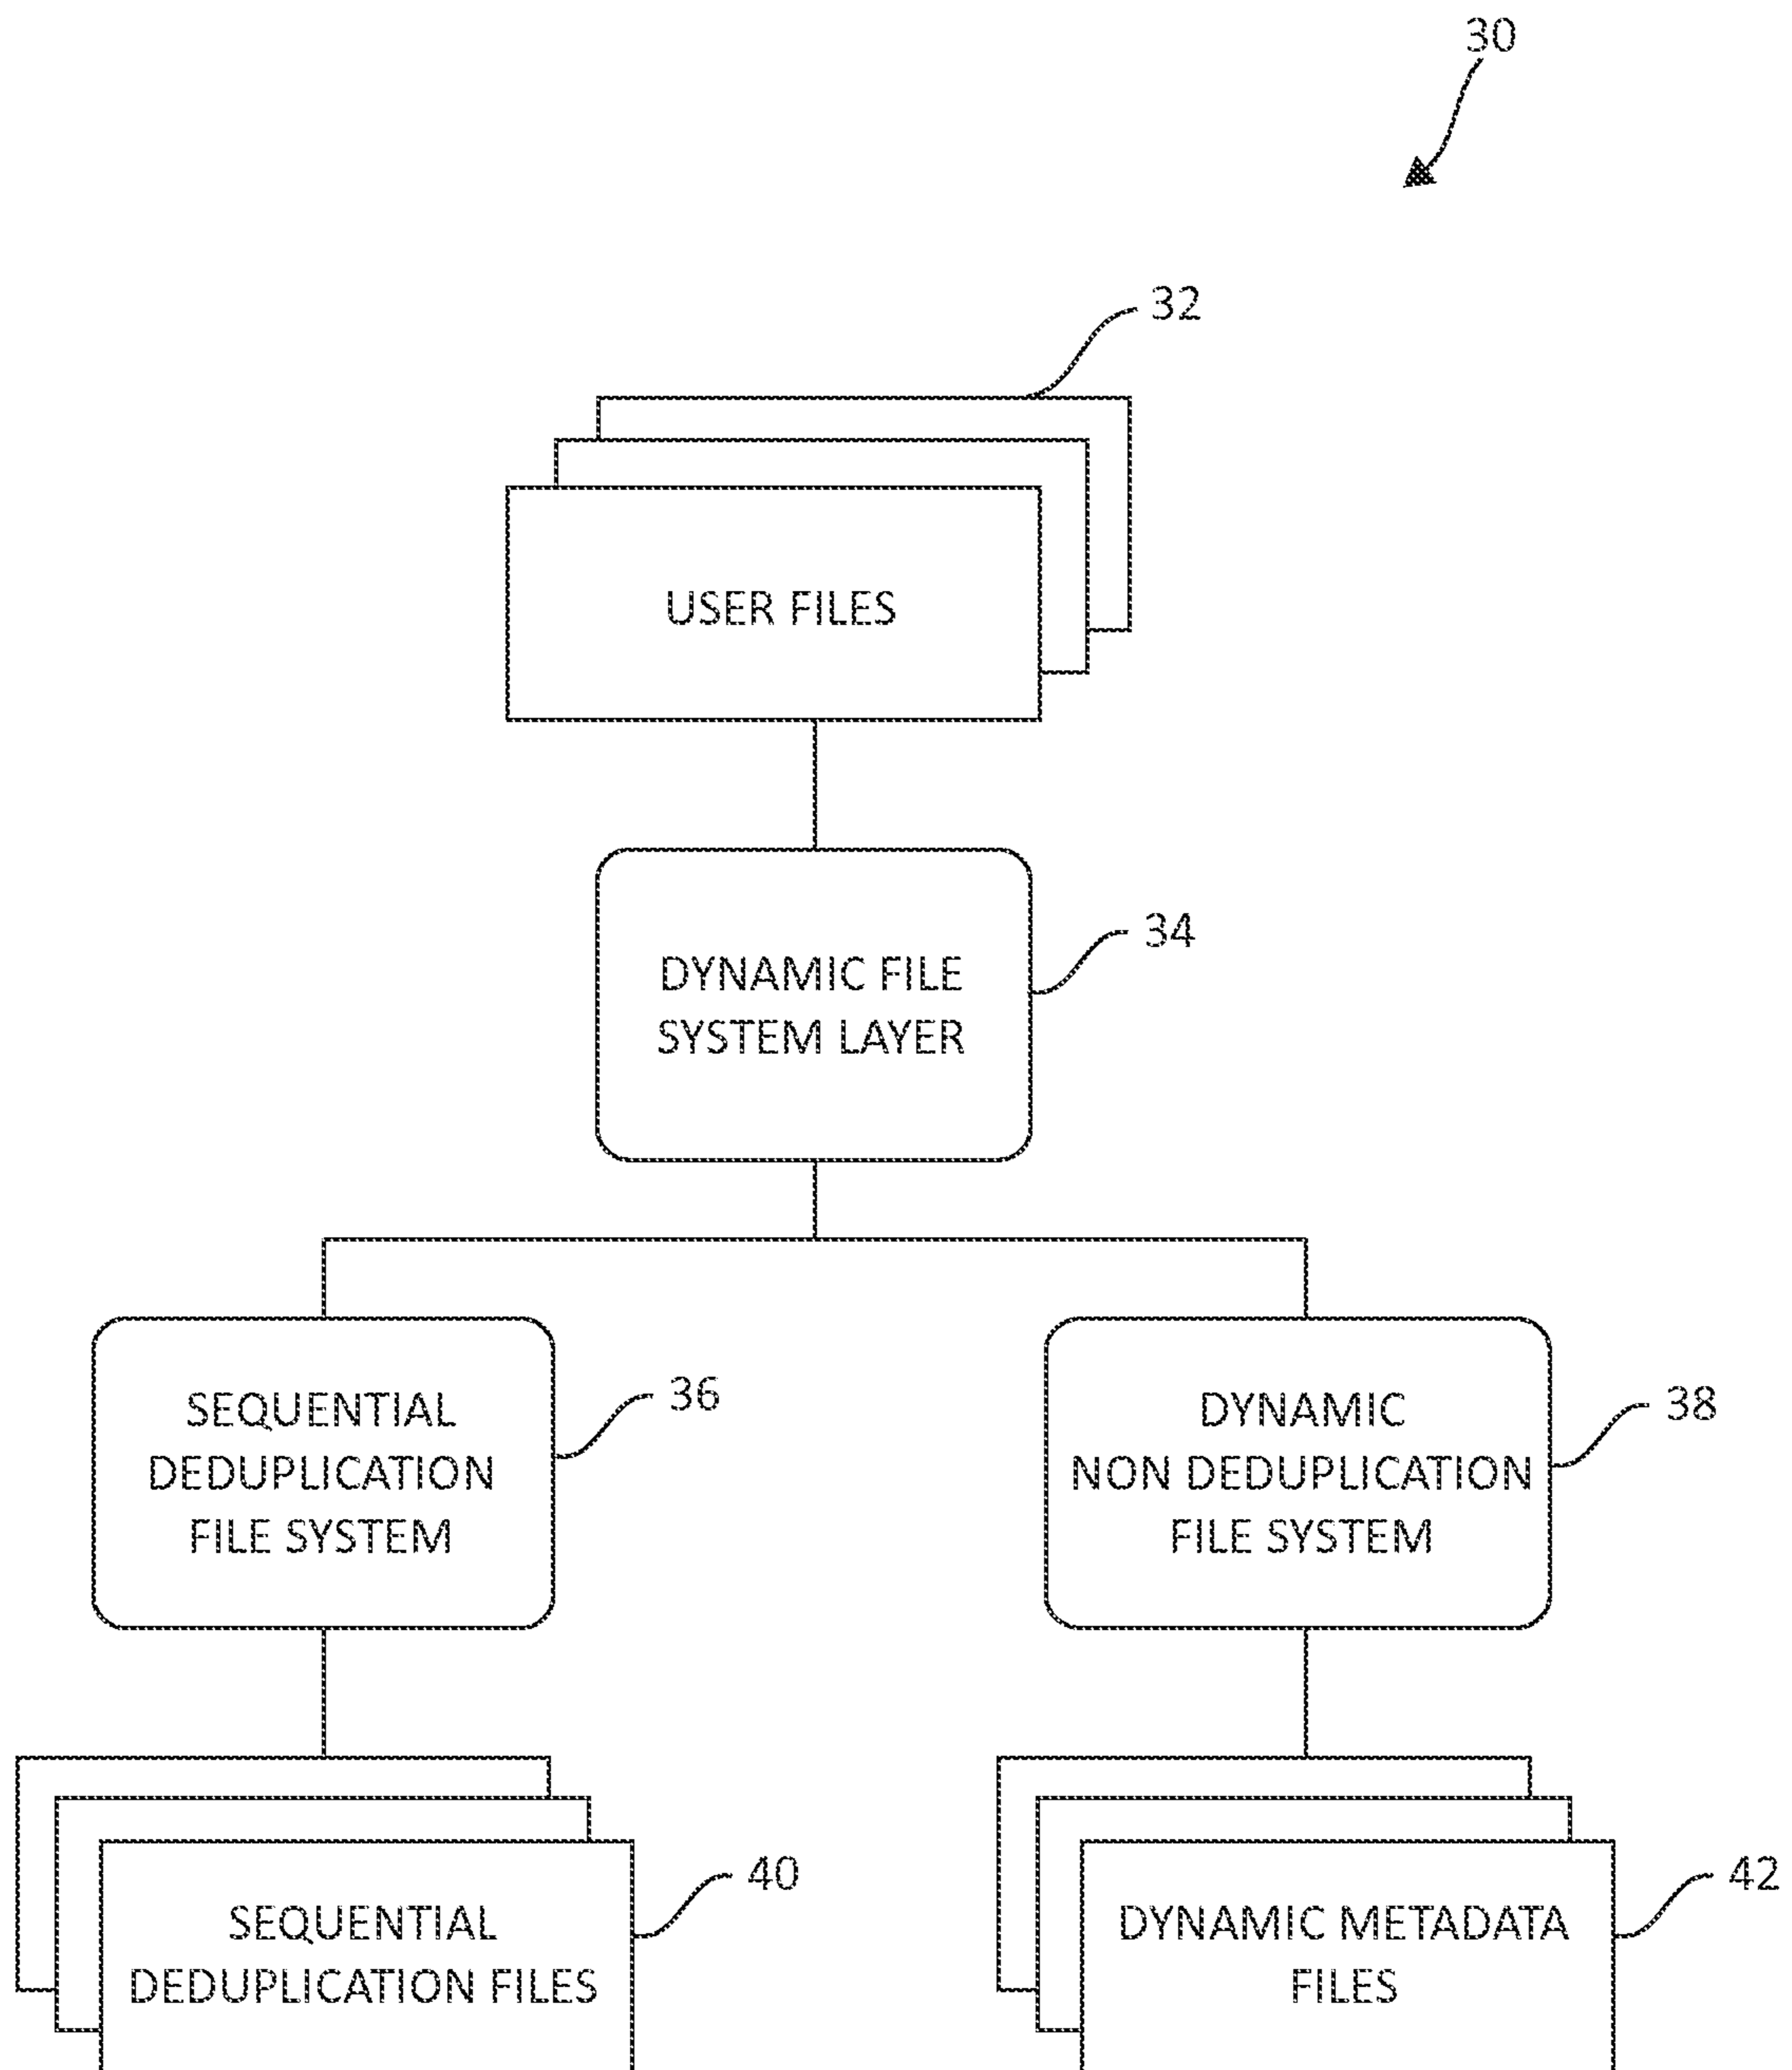 30
32
USER FILES
34
DYNAMIC FILE
SYSTEM LAYER
36
SEQUENTIAL
DEDUPLICATION
FILE SYSTEM
38
DYNAMIC
NON DEDUPLICATION
FILE SYSTEM
40
SEQUENTIAL
DEDUPLICATION FILES
42
DYNAMIC METADATA
FILES